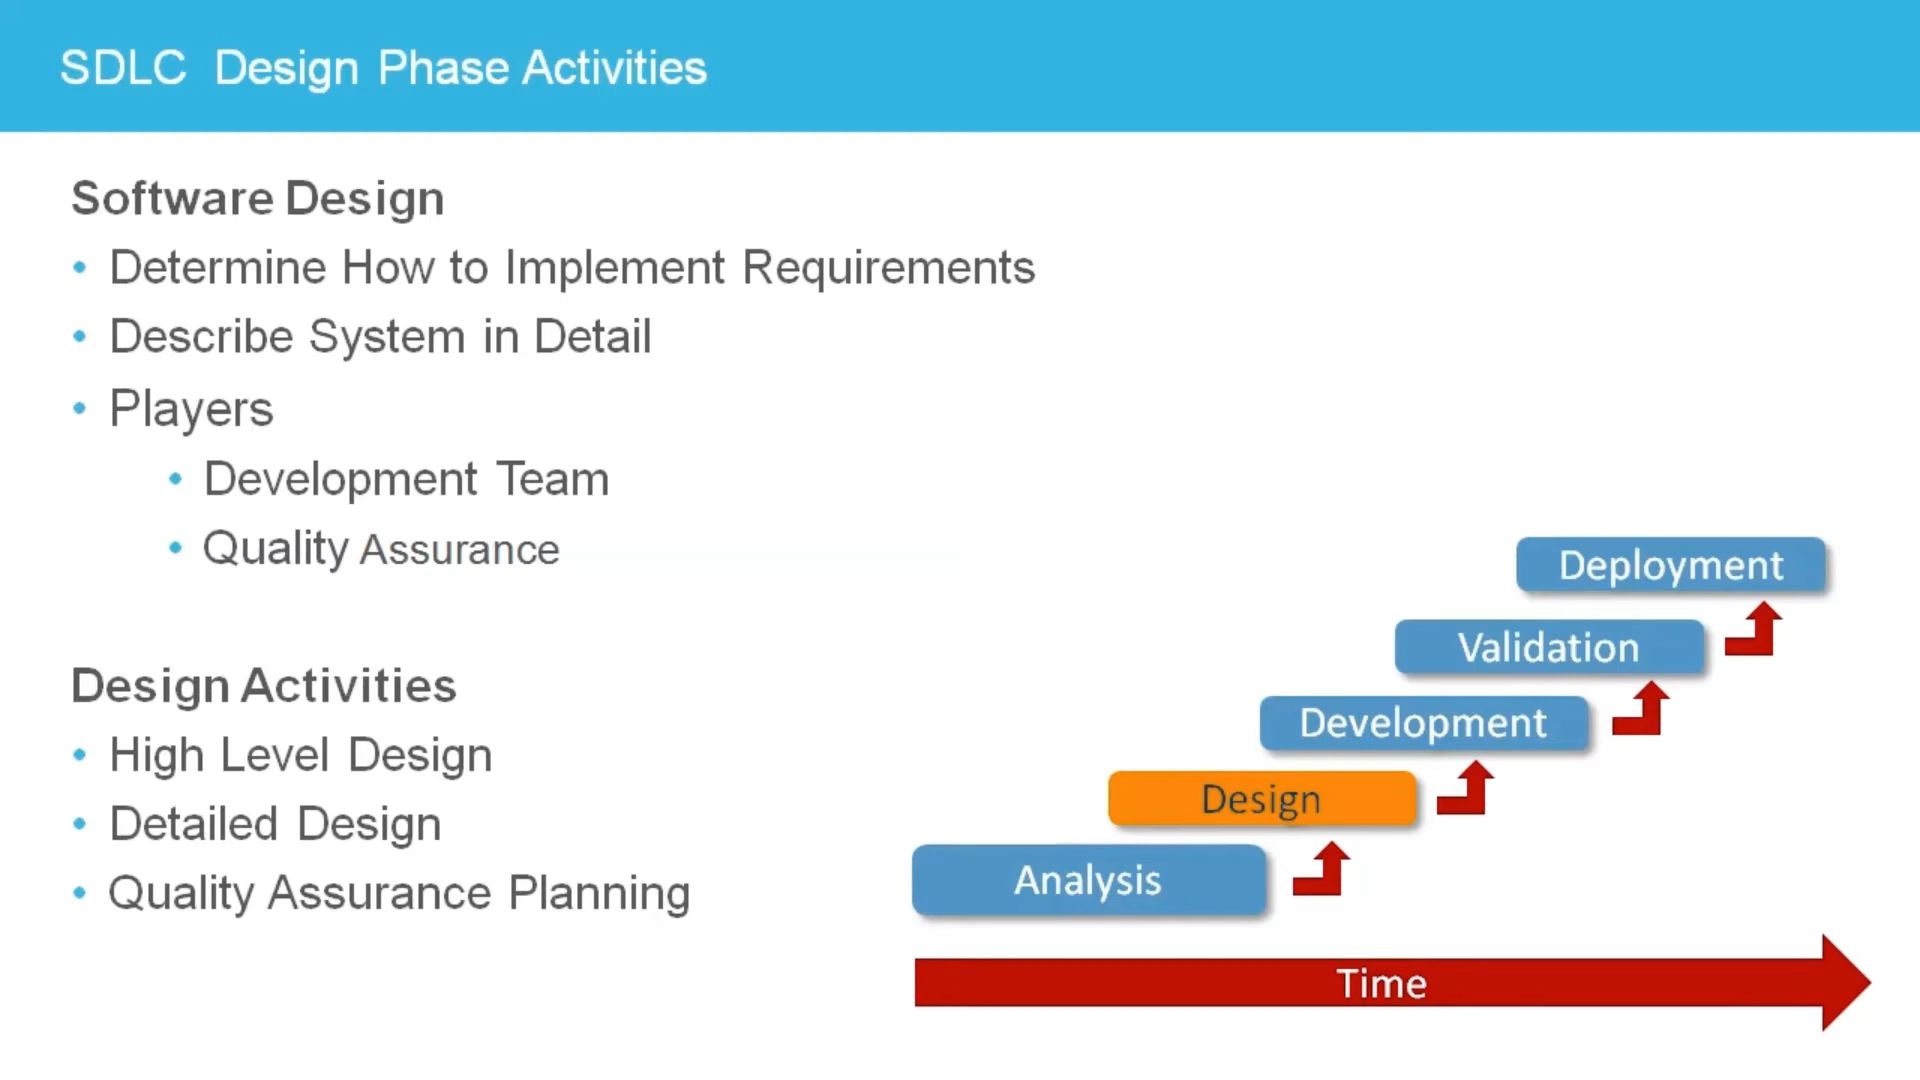 SDLC Design Phase Activities
Software Design
• Determine How to Implement Requirements
• Describe System in Detail
• Players
• Development Team
• Quality Assurance
Design Activities
• High Level Design
• Detailed Design
• Quality Assurance Planning
Deployment
Validation
Development
Design
Analysis
Time